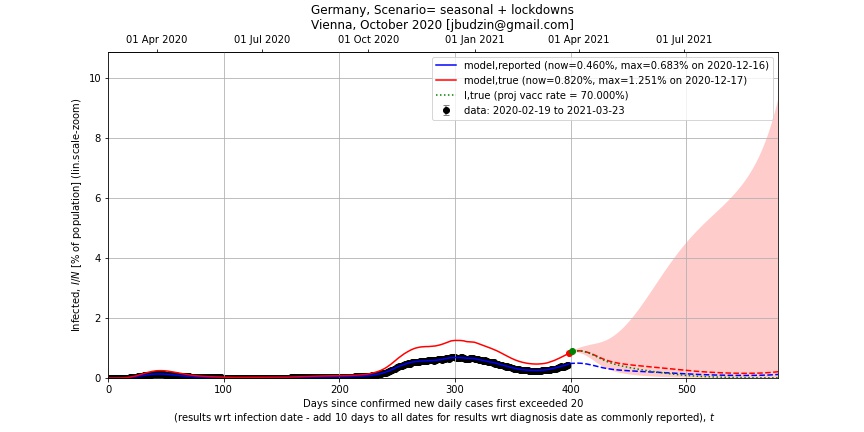 Germany, Scenario= seasonal + lockdowns
Vienna, October 2020 [jbudzin@gmail.com]
01 Apr 2020 01 Jul 2020 01 Oct 2020 01 Jan 2021 01 Apr 2021 01 Jul 2021
model,reported (now=0.460%, max=0.683% on 2020-12-16)
model,true (now=0.820%, max=1.251% on 2020-12-17)
I,true (proj vacc rate = 70.000%)
data: 2020-02-19 to 2021-03-23
Infected, I/N [% of population] (lin.scale-zoom)
10
8
6
4
2
0
0 100 200 300 400 500
Days since confirmed new daily cases first exceeded 20
(results wrt infection date - add 10 days to all dates for results wrt diagnosis date as commonly reported), t